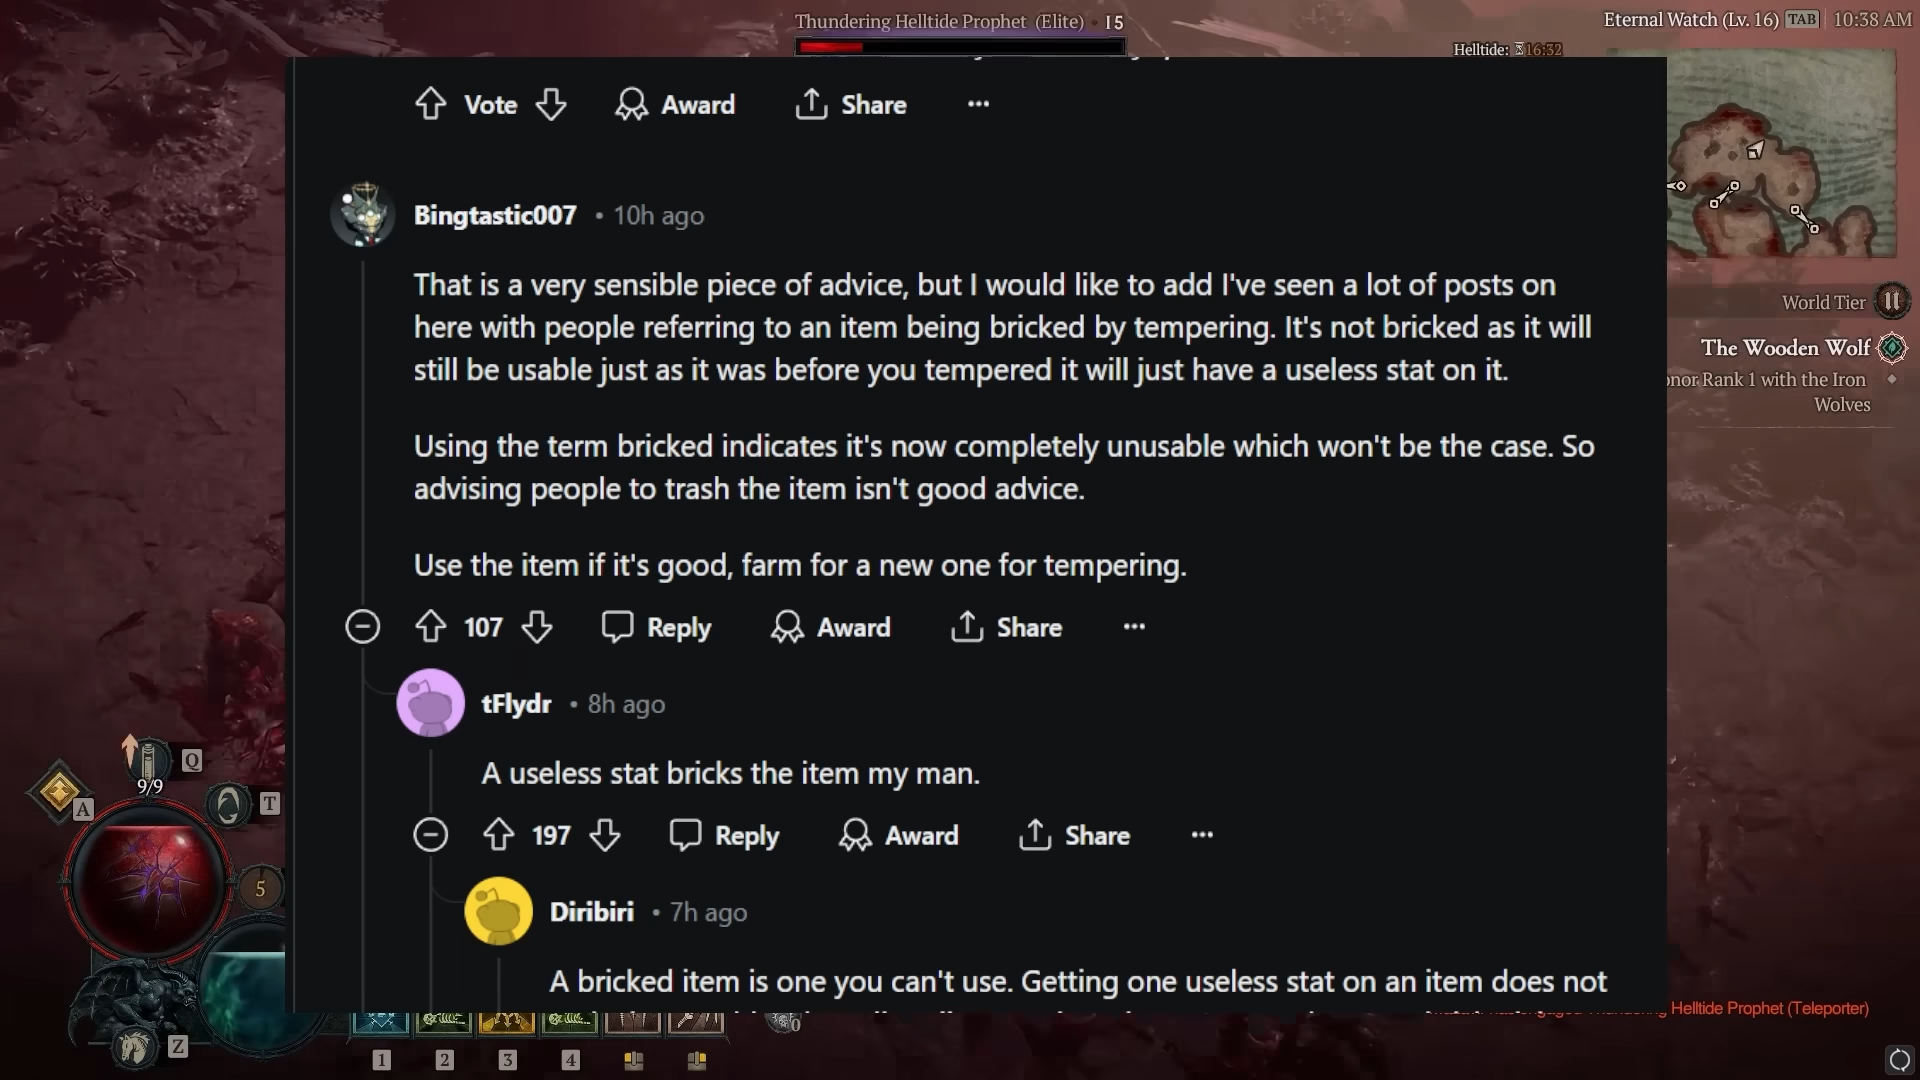 Thundering Helltide Prophet (Elite) • 15
Eternal Watch (Lv. 16) TAB 10:38 AM
Helltide: 16:32
Vote
Award
Share
Bingtastic007 • 10h ago
That is a very sensible piece of advice, but I would like to add I've seen a lot of posts on
here with people referring to an item being bricked by tempering. It's not bricked as it will
still be usable just as it was before you tempered it will just have a useless stat on it.
Using the term bricked indicates it's now completely unusable which won't be the case. So
advising people to trash the item isn't good advice.
Use the item if it's good, farm for a new one for tempering.
107 Reply Award Share
tFlydr • 8h ago
A useless stat bricks the item my man.
197 Reply Award Share
Diribiri • 7h ago
A bricked item is one you can't use. Getting one useless stat on an item does not
World Tier II
The Wooden Wolf
Rank 1 with the Iron
Wolves
Q
9/9
A
T
5
Z
0
1 2 3 4
Helltide Prophet (Teleporter)